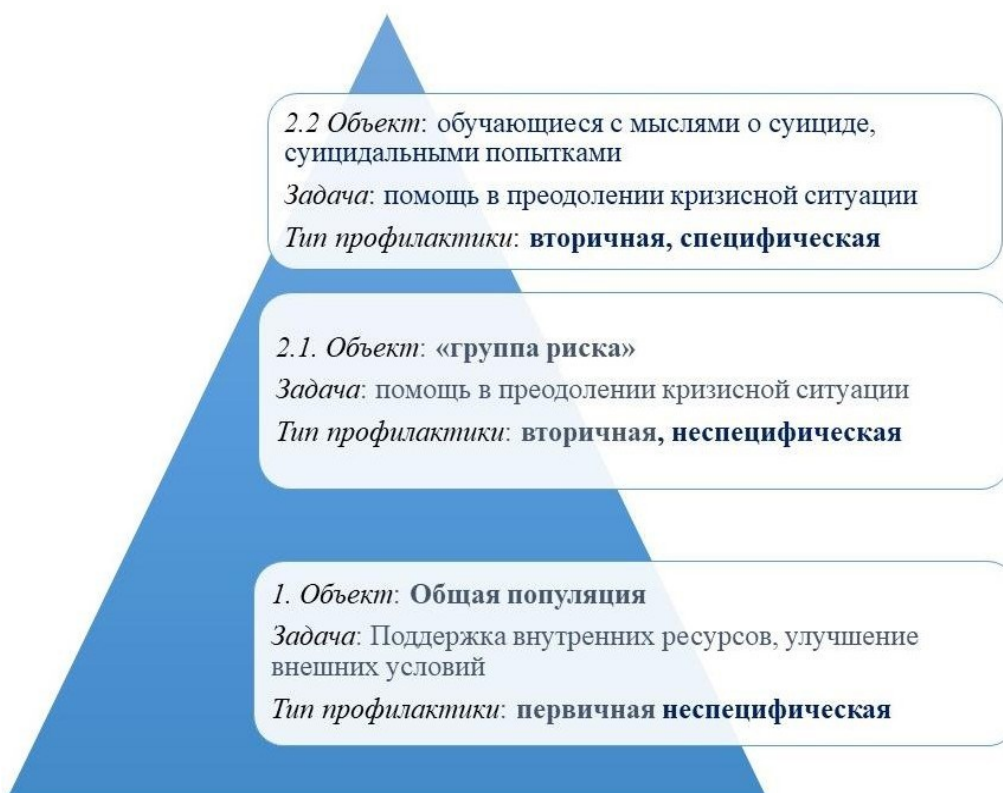 2.2 Объект: обучающиеся с мыслями о суициде,
суицидальными попытками
Задача: помощь в преодолении кризисной ситуации
Тип профилактики: вторичная, специфическая
2.1. Объект: «группа риска»
Задача: помощь в преодолении кризисной ситуации
Тип профилактики: вторичная, неспецифическая
1. Объект: Общая популяция
Задача: Поддержка внутренних ресурсов, улучшение
внешних условий
Тип профилактики: первичная неспецифическая